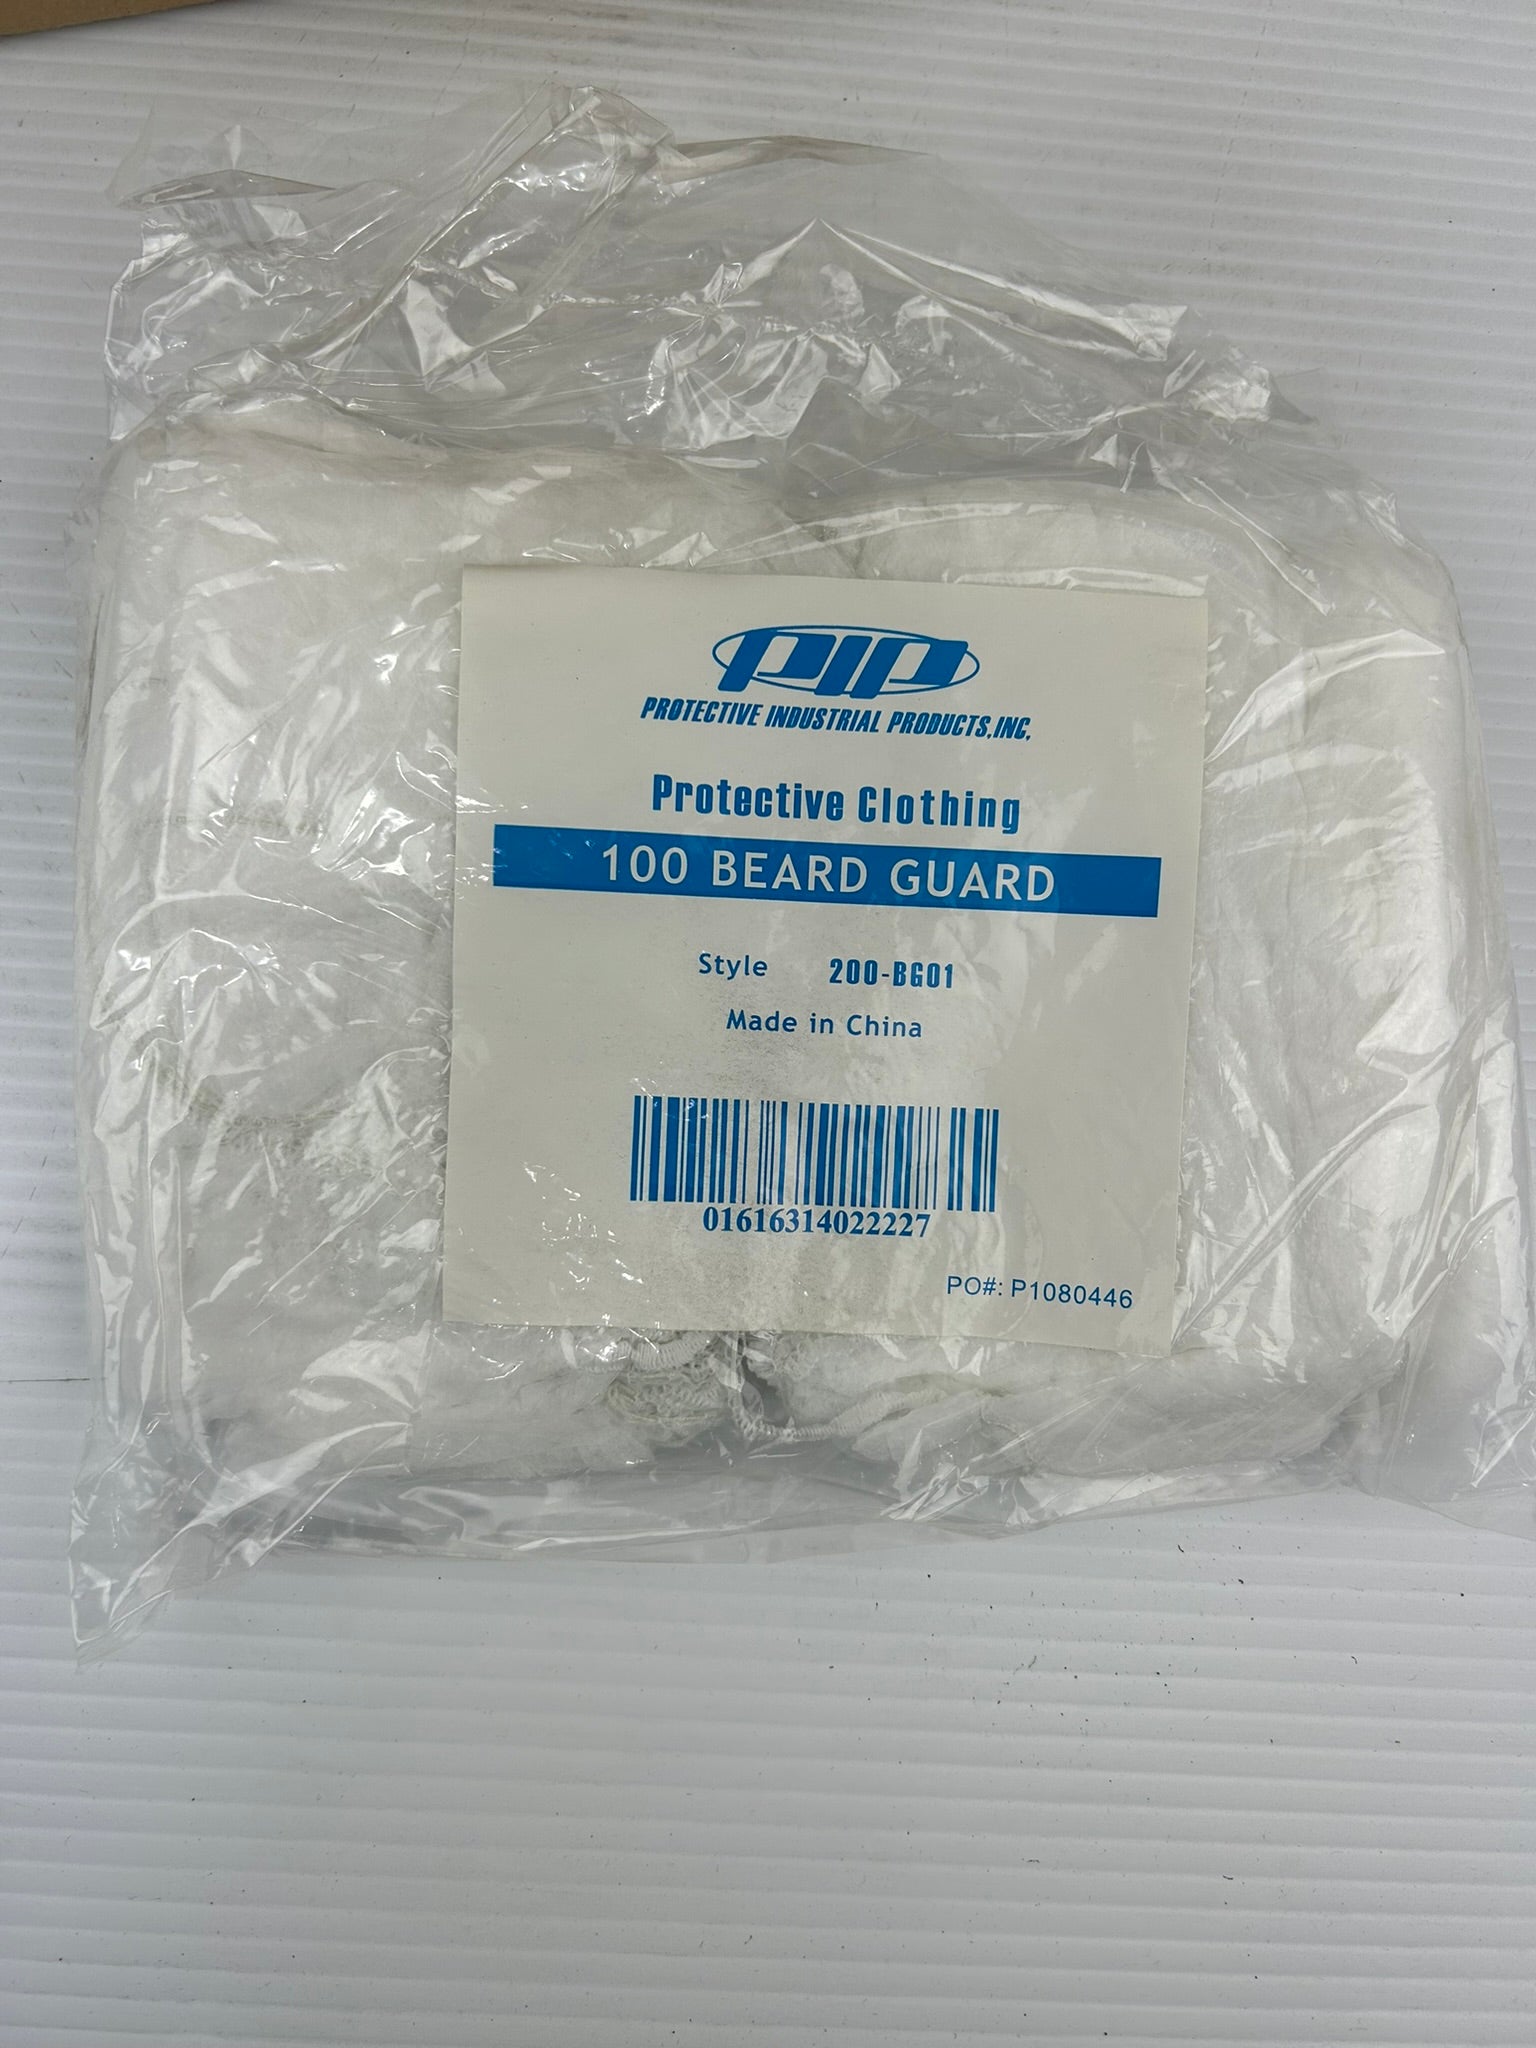 PIP
PROTECTIVE INDUSTRIAL PRODUCTS,INC,
Protective Clothing
100 BEARD GUARD
Style 200-BG01
Made in China
01616314022227
PO#: P1080446